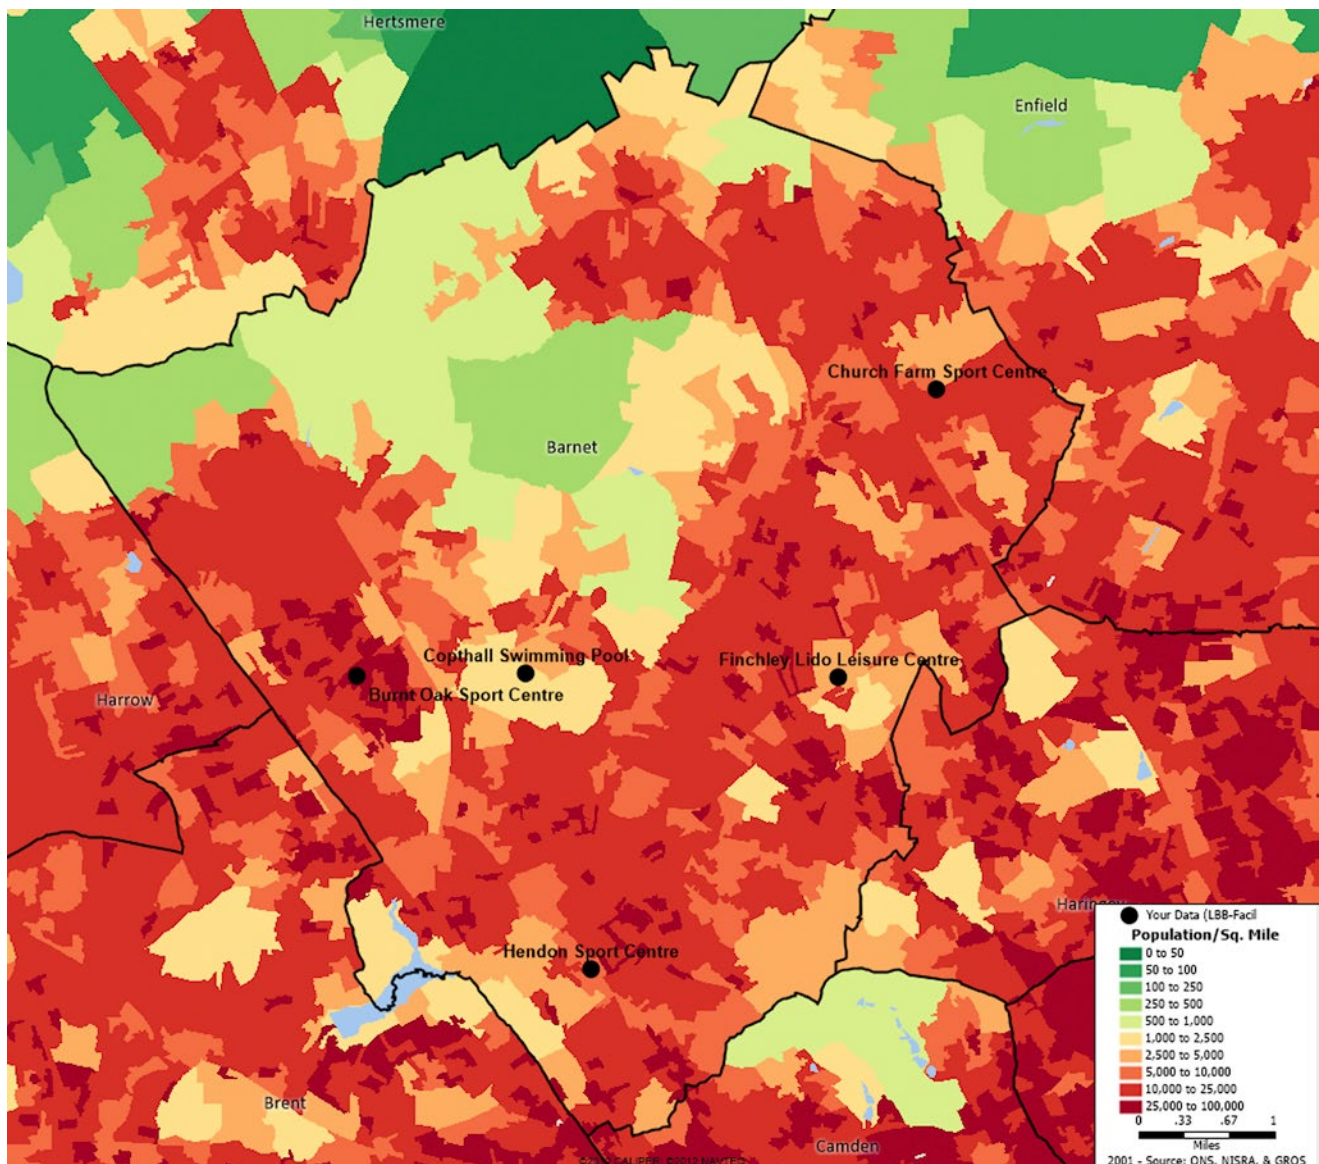 Hertsmere
Enfield
Church Farm Sport Centre
Barnet
Copthall Swimming Pool
Finchley Lido Leisure Centre
Burnt Oak Sport Centre
Harrow
Hendon Sport Centre
Brent
Camden
Your Data (LBB-Facil
Population/Sq. Mile
0 to 50
50 to 100
100 to 250
250 to 500
500 to 1,000
1,000 to 2,500
2,500 to 5,000
5,000 to 10,000
10,000 to 25,000
25,000 to 100,000
0 .33 .67 1
Miles
2001 - Source: ONS, NISRA, & GROS